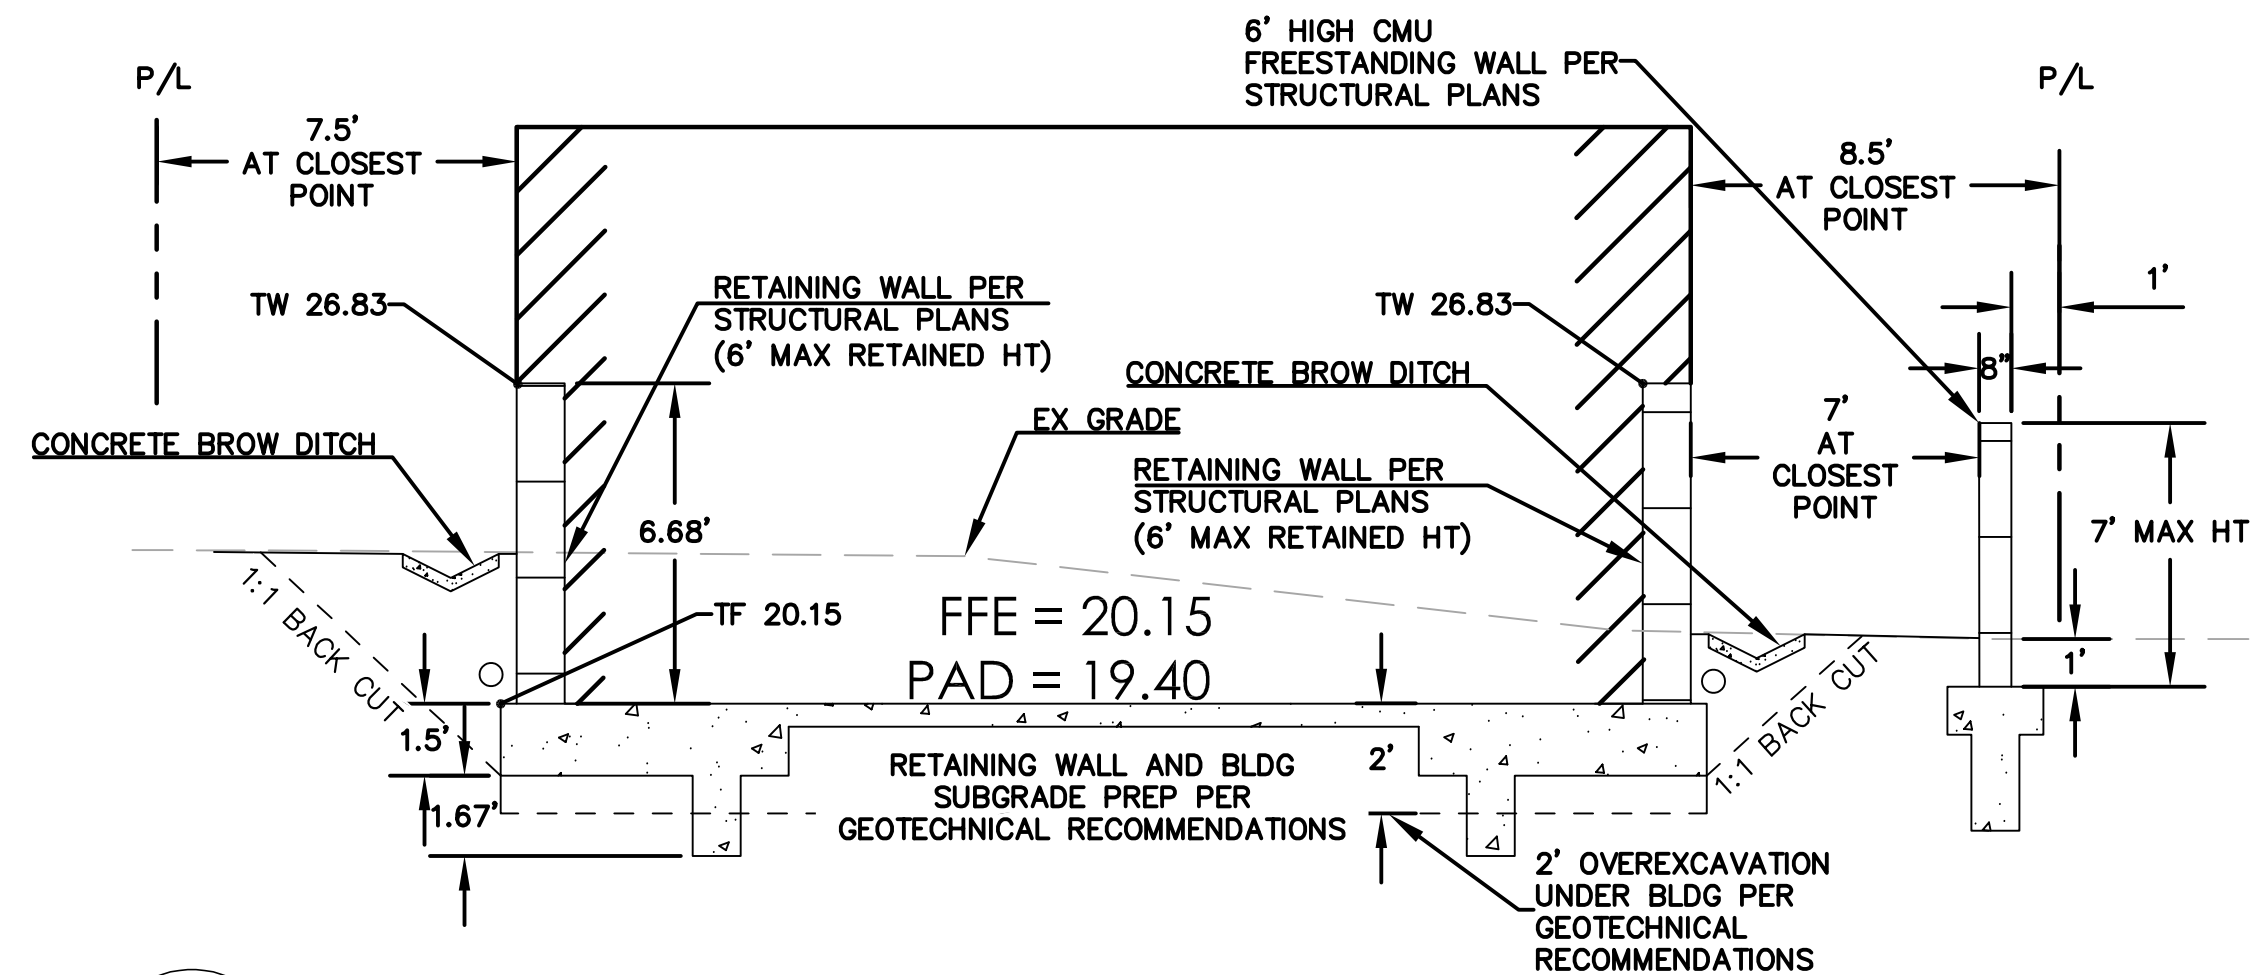 6' HIGH CMU
FREESTANDING WALL PER
STRUCTURAL PLANS
P/L
P/L
7.5'
AT CLOSEST
POINT
8.5'
AT CLOSEST
POINT
1'
TW 26.83
RETAINING WALL PER
STRUCTURAL PLANS
(6' MAX RETAINED HT)
TW 26.83
8"
CONCRETE BROW DITCH
EX GRADE
7'
AT
CLOSEST
POINT
CONCRETE BROW DITCH
RETAINING WALL PER
STRUCTURAL PLANS
(6' MAX RETAINED HT)
6.68'
7' MAX HT
1:1 BACK CUT
TF 20.15
FFE = 20.15
PAD = 19.40
1'
1:1 BACK CUT
1.5'
2'
RETAINING WALL AND BLDG
SUBGRADE PREP PER
GEOTECHNICAL RECOMMENDATIONS
1.67'
2' OVEREXCAVATION
UNDER BLDG PER
GEOTECHNICAL
RECOMMENDATIONS